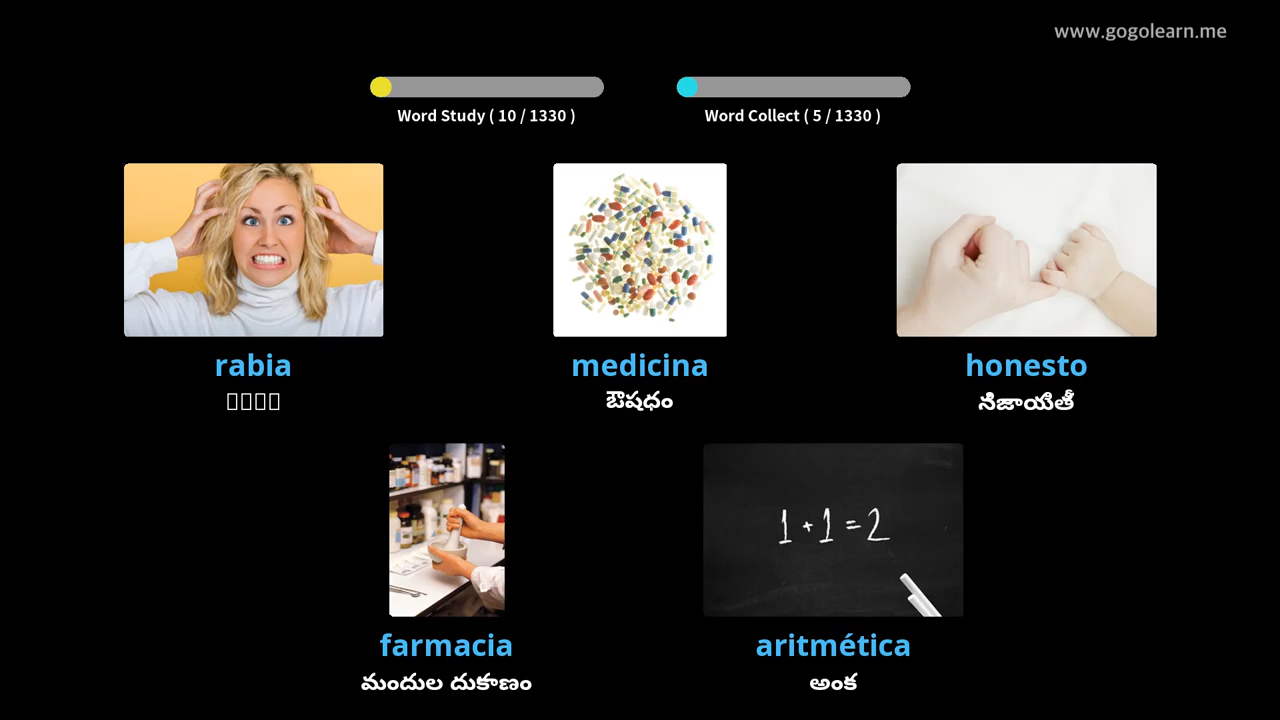 www.gogolearn.me
Word Study ( 10 / 1330 )
Word Collect ( 5 / 1330 )
rabia
medicina
honesto
ఔషధం
నిజాయితీ
1 + 1 = 2
farmacia
aritmética
మందుల దుకాణం
అంక